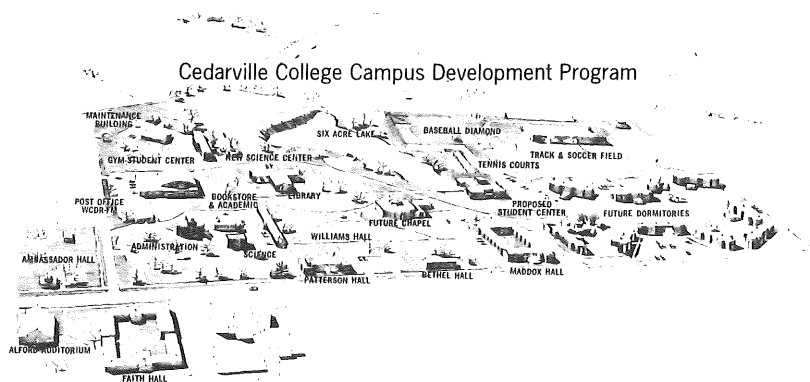 Cedarville College Campus Development Program
MAINTENANCE
BUILDING
SIX ACRE LAKE
BASEBALL DIAMOND
TRACK & SOCCER FIELD
GYM-STUDENT CENTER
NEW SCIENCE CENTER
TENNIS COURTS
POST OFFICE
WCDR-FM
BOOKSTORE
& ACADEMIC
LIBRARY
PROPOSED
STUDENT CENTER
FUTURE DORMITORIES
FUTURE CHAPEL
WILLIAMS HALL
ADMINISTRATION
SCIENCE
AMBASSADOR HALL
PATTERSON HALL
BETHEL HALL
MADDOX HALL
ALFORD AUDITORIUM
FAITH HALL